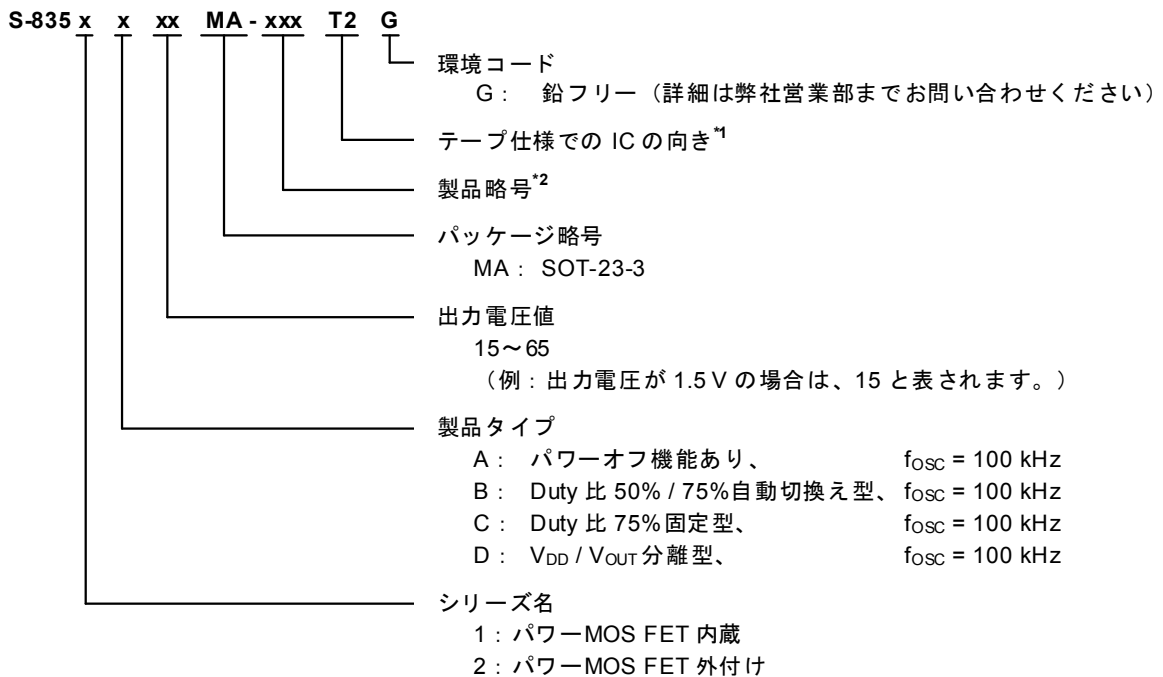 S-835 x x xx MA - xxx T2 G
環境コード
G： 鉛フリー（詳細は弊社営業部までお問い合わせください）
テープ仕様での IC の向き*1
製品略号*2
パッケージ略号
MA： SOT-23-3
出力電圧値
15～65
（例：出力電圧が 1.5 V の場合は、15 と表されます。）
製品タイプ
A： パワーオフ機能あり、 fOSC = 100 kHz
B： Duty 比 50% / 75%自動切換え型、 fOSC = 100 kHz
C： Duty 比 75%固定型、 fOSC = 100 kHz
D： VDD / VOUT分離型、 fOSC = 100 kHz
シリーズ名
1：パワーMOS FET 内蔵
2：パワーMOS FET 外付け